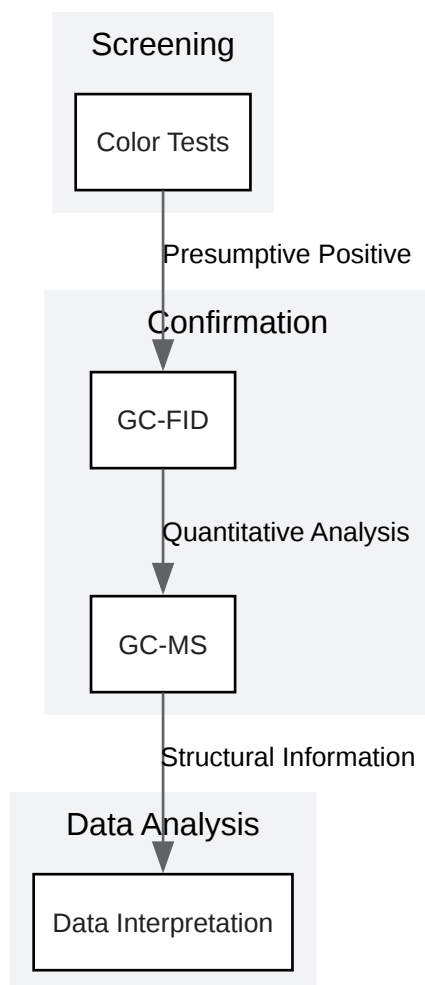 Screening
Color Tests
Presumptive Positive
Confirmation
GC-FID
Quantitative Analysis
GC-MS
Structural Information
Data Analysis
Data Interpretation